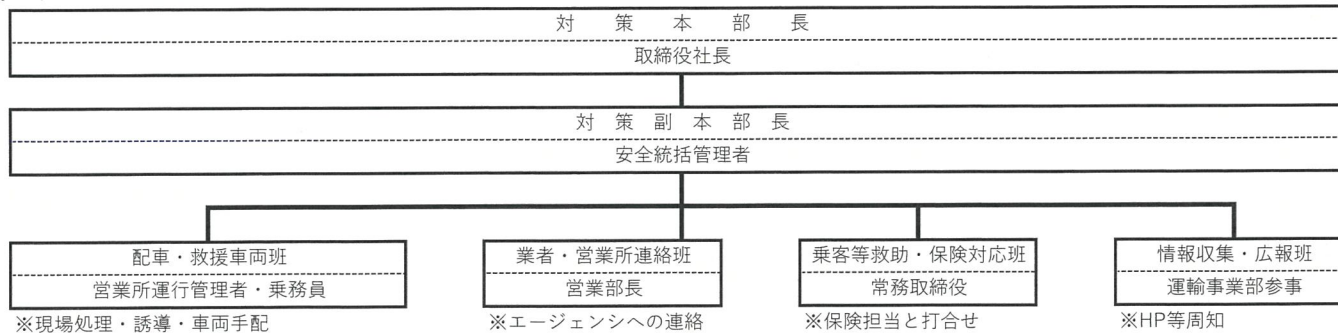 対策本部長
取締役社長
対策副本部長
安全統括管理者
配車・救援車両班
営業所運行管理者・乗務員
※現場処理・誘導・車両手配
業者・営業所連絡班
営業部長
※エージェンシへの連絡
乗客等救助・保険対応班
常務取締役
※保険担当と打合せ
情報収集・広報班
運輸事業部参事
※HP等周知